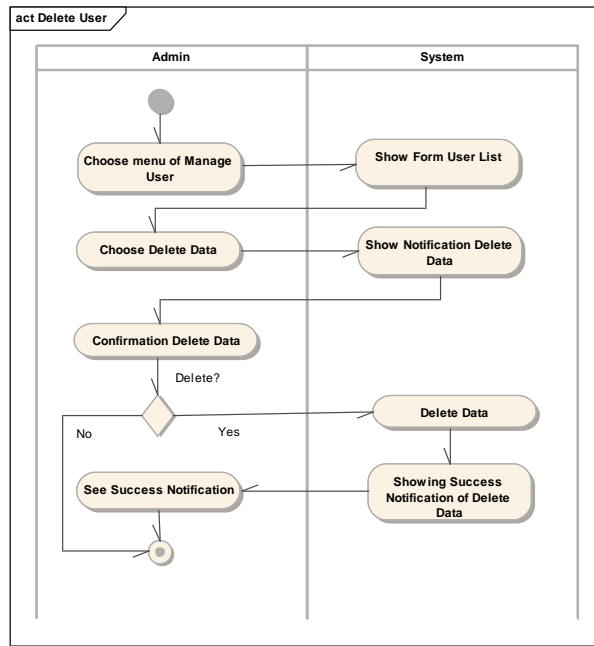 act Delete User
Admin
System
Choose menu of Manage
User
Show Form User List
Choose Delete Data
Show Notification Delete
Data
Confirmation Delete Data
Delete?
No
Yes
Delete Data
See Success Notification
Showing Success
Notification of Delete
Data